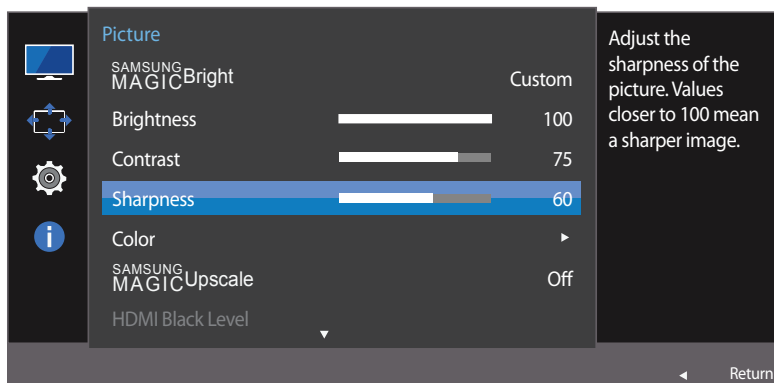 Picture
SAMSUNG
MAGICBright Custom
Brightness 100
Contrast 75
Sharpness 60
Color
SAMSUNG
MAGICUpscale Off
HDMI Black Level
Adjust the
sharpness of the
picture. Values
closer to 100 mean
a sharper image.
Return